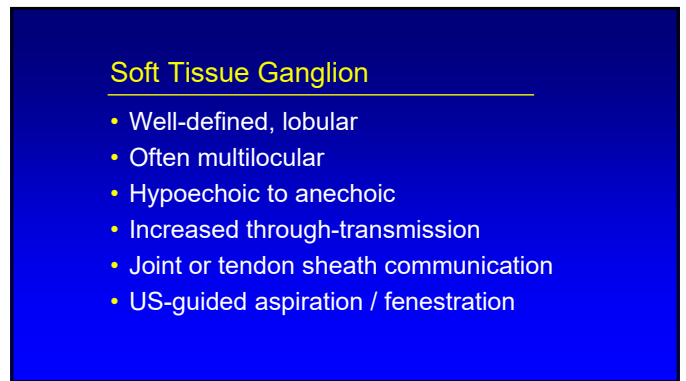 Soft Tissue Ganglion
• Well-defined, lobular
• Often multilocular
• Hypoechoic to anechoic
• Increased through-transmission
• Joint or tendon sheath communication
• US-guided aspiration / fenestration